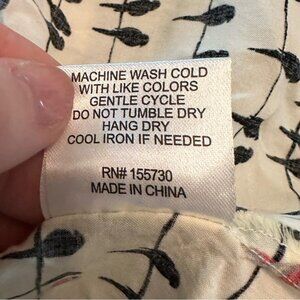 MACHINE WASH COLD
WITH LIKE COLORS
GENTLE CYCLE
DO NOT TUMBLE DRY
HANG DRY
COOL IRON IF NEEDED
RN# 155730
MADE IN CHINA